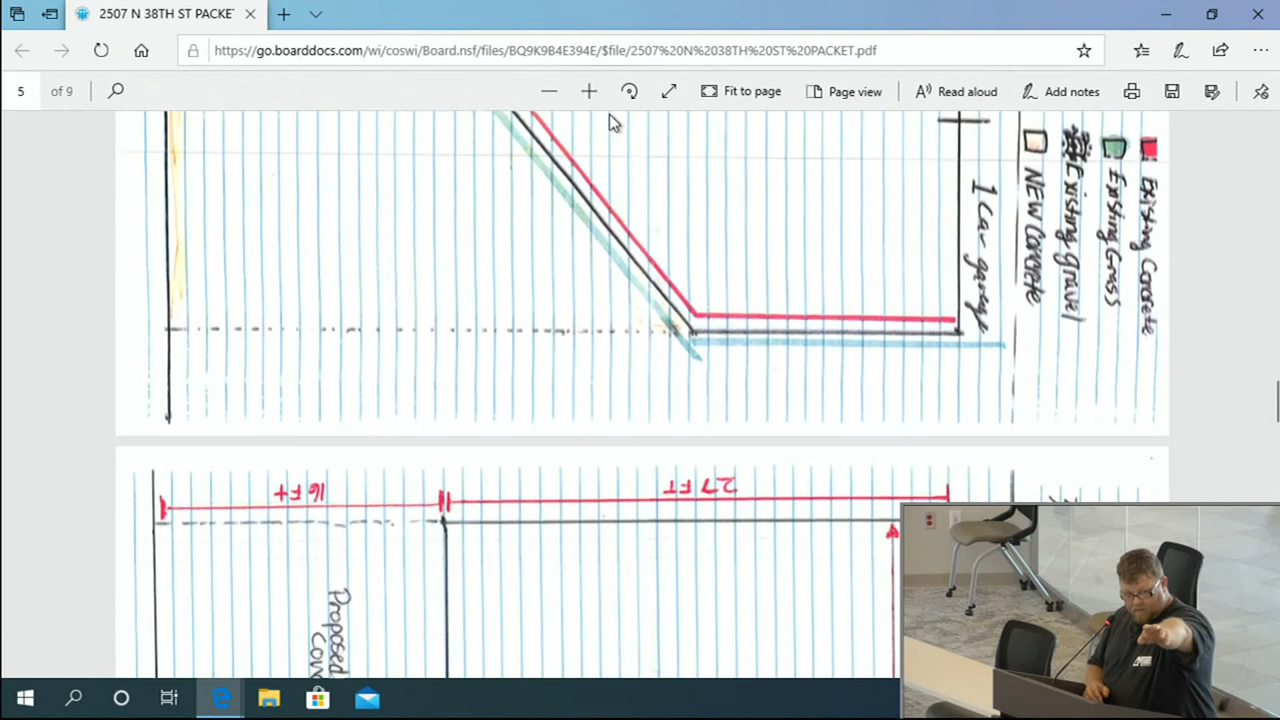 2507 N 38TH ST PACKE
https://go.boarddocs.com/wi/coswi/Board.nsf/files/BQ9K9B4E394E/$file/2507%20N%2038TH%20ST%20PACKET.pdf
5 of 9
Fit to page
Page view
Read aloud
Add notes
Existing Concrete
Existing Grass
Existing gravel
NEW Concrete
1 Car garage
16 Ft
27 FT
Proposed